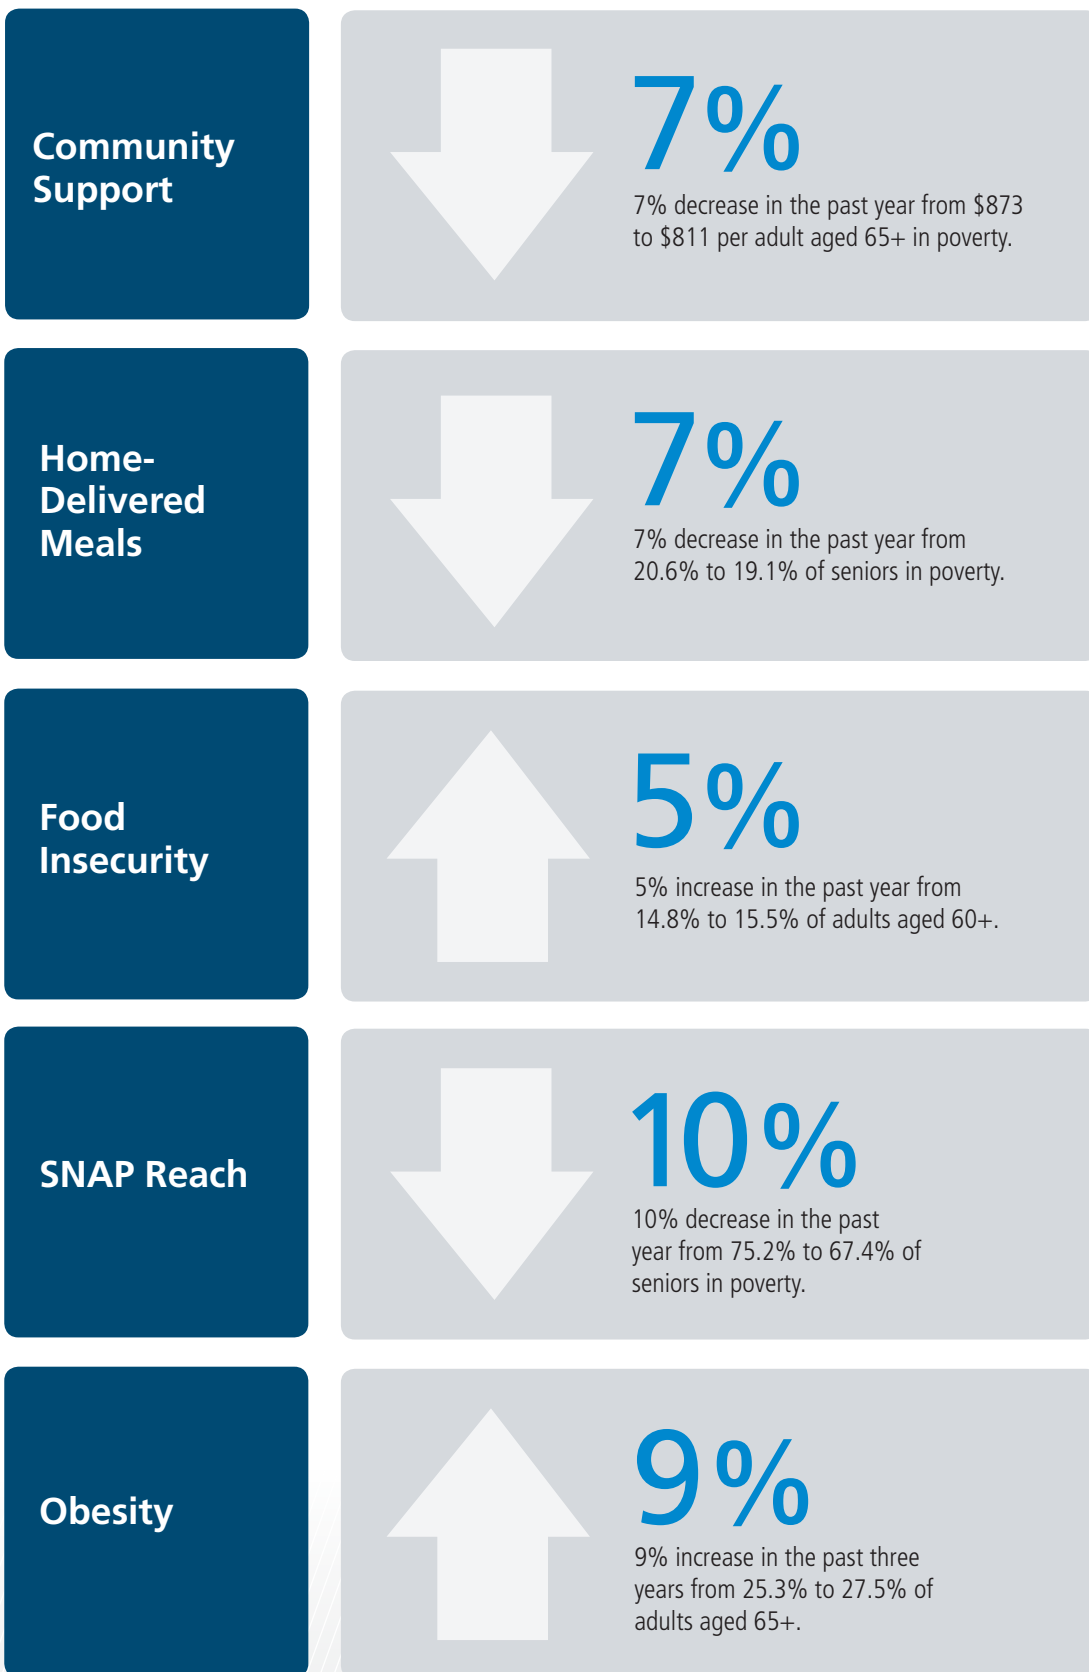 Community
Support
7%
7% decrease in the past year from $873
to $811 per adult aged 65+ in poverty.
Home-
Delivered
Meals
7%
7% decrease in the past year from
20.6% to 19.1% of seniors in poverty.
Food
Insecurity
5%
5% increase in the past year from
14.8% to 15.5% of adults aged 60+.
SNAP Reach
10%
10% decrease in the past
year from 75.2% to 67.4% of
seniors in poverty.
Obesity
9%
9% increase in the past three
years from 25.3% to 27.5% of
adults aged 65+.